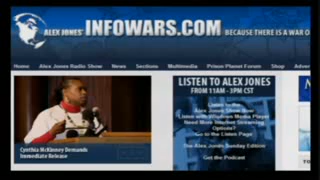 ALEX JONES' INFOWARS.COM BECAUSE THERE IS A WAR O
Home Alex Jones Radio Show News Sections Multimedia Prison Planet Forum Shop Adver
LISTEN TO ALEX JONES
FROM 11AM - 3PM CST
Listen to the
Alex Jones Show Now
Listen with Windows Media Player
Need More Internet Streaming
Options?
Go to the Listen Page
The Alex Jones Sunday Edition
Get the Podcast
Cynthia McKinney Demands
Immediate Release